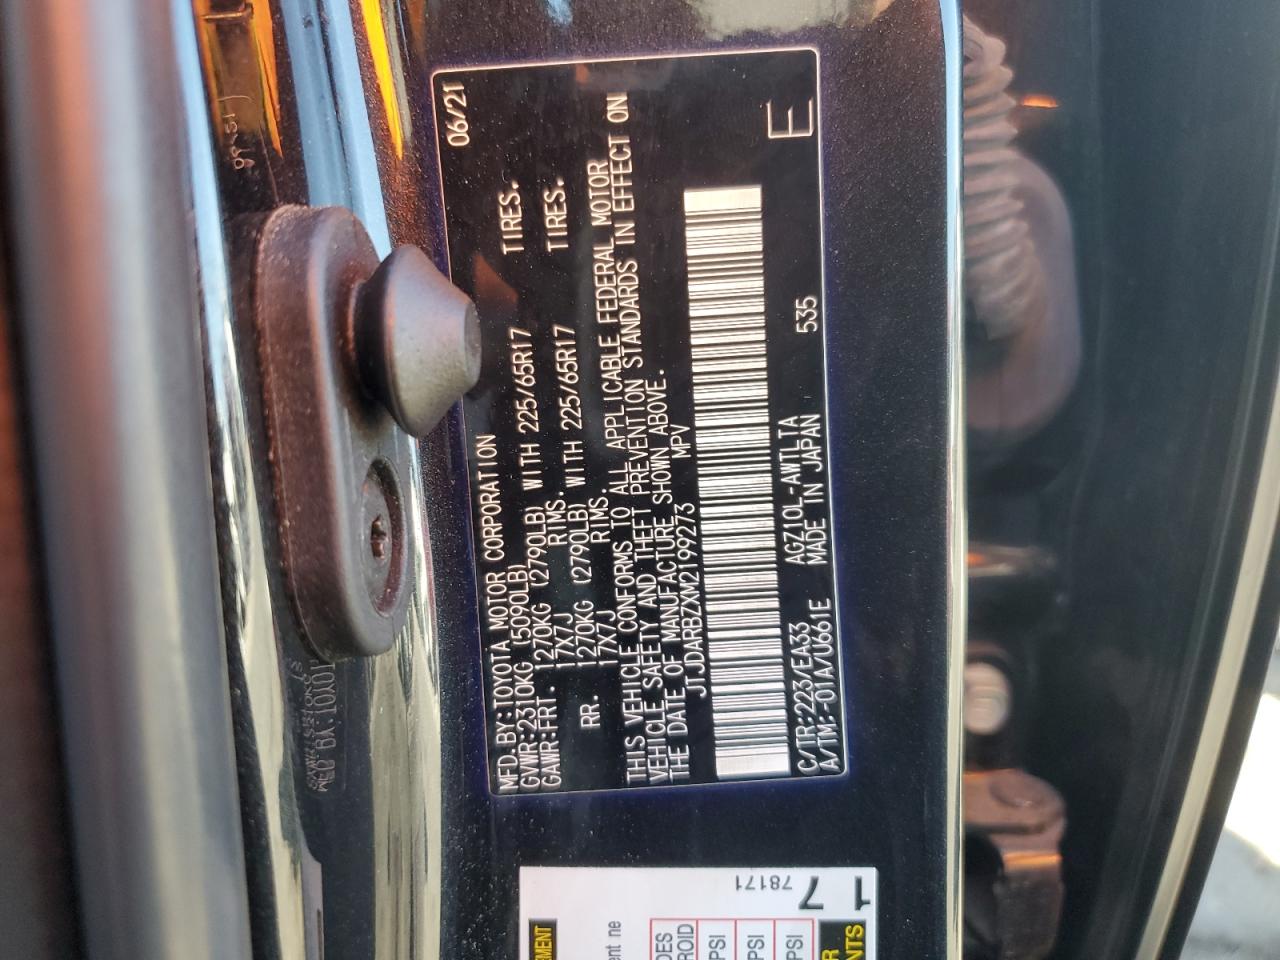 MFD.BY:TOYOTA MOTOR CORPORATION 06/21
GVWR:2310KG (5090LB)
GAWR:FRT. 1270KG (2790LB) WITH 225/65R17 TIRES.
17X7J RIMS.
RR. 1270KG (2790LB) WITH 225/65R17 TIRES.
17X7J RIMS.
THIS VEHICLE CONFORMS TO ALL APPLICABLE FEDERAL MOTOR
VEHICLE SAFETY AND THEFT PREVENTION STANDARDS IN EFFECT ON
THE DATE OF MANUFACTURE SHOWN ABOVE.
JTJDARBZXM2199273 MPV
E
C/TR:223/EA33 AGZ10L-AWTLTA
A/TM:-01A/U661E MADE IN JAPAN 535
78171
17
PSI
PSI
PSI